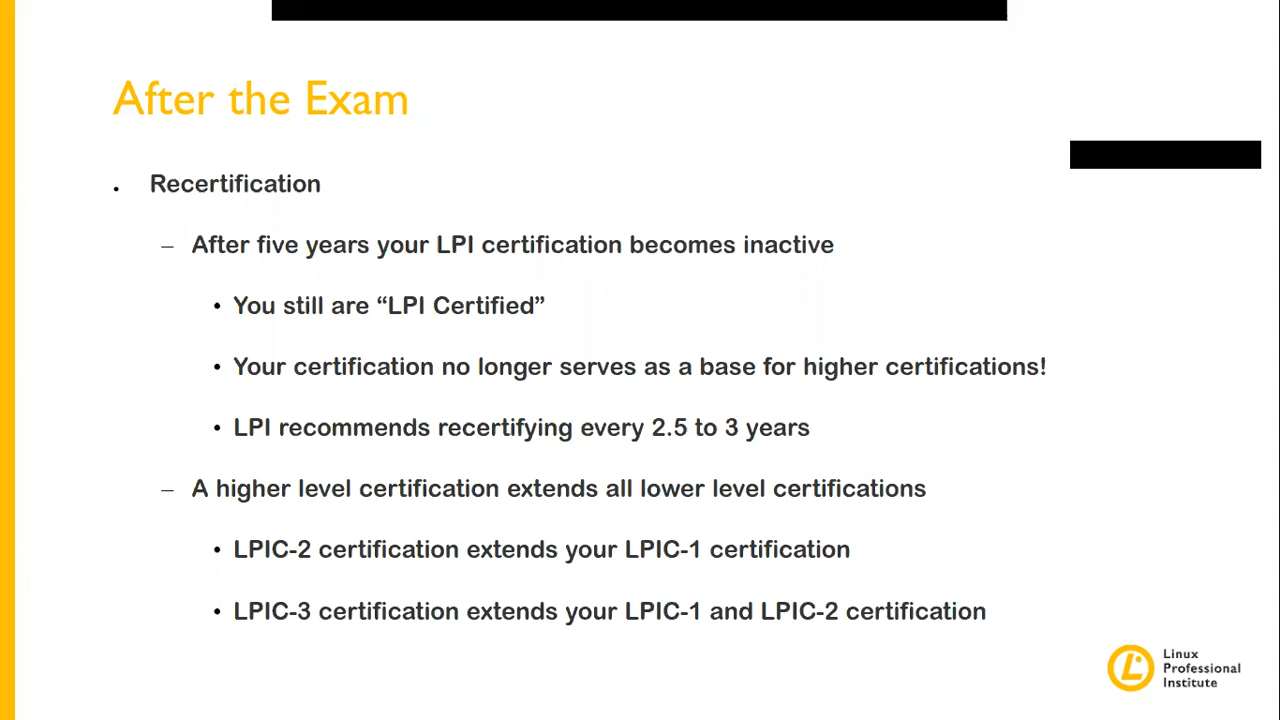 After the Exam
• Recertification
– After five years your LPI certification becomes inactive
• You still are “LPI Certified”
• Your certification no longer serves as a base for higher certifications!
• LPI recommends recertifying every 2.5 to 3 years
– A higher level certification extends all lower level certifications
• LPIC-2 certification extends your LPIC-1 certification
• LPIC-3 certification extends your LPIC-1 and LPIC-2 certification
Linux
Professional
Institute